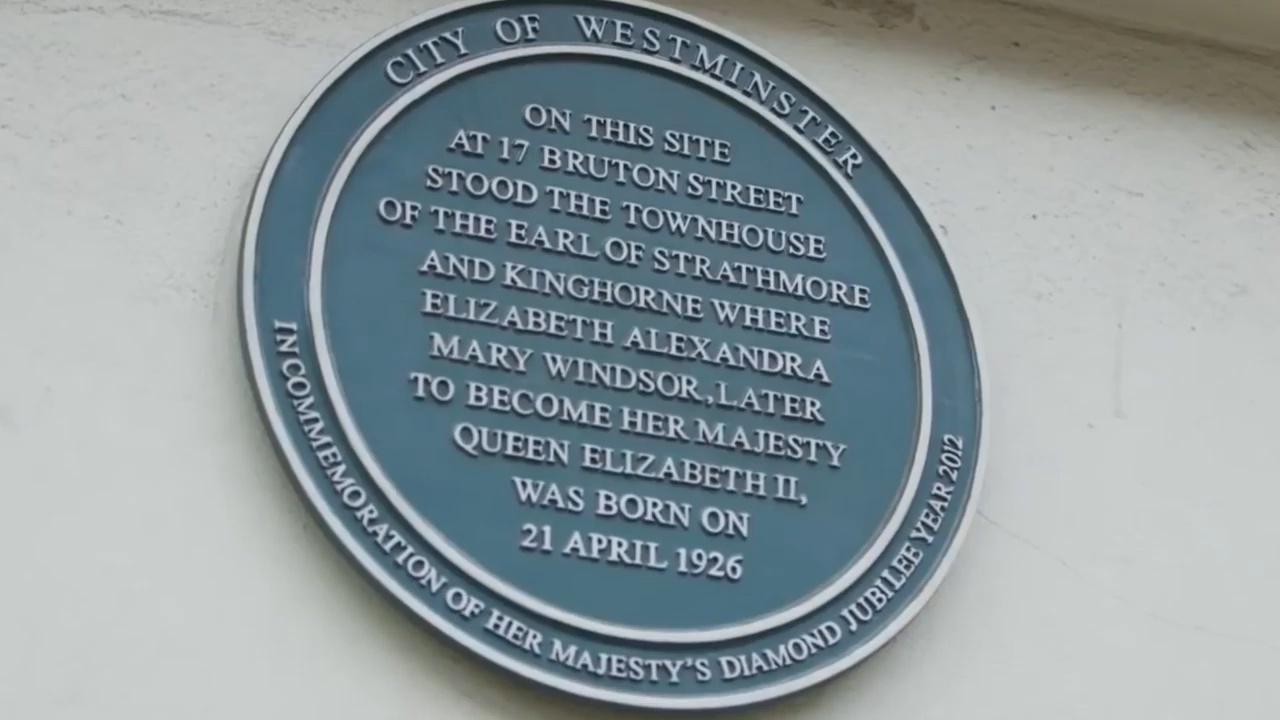 CITY OF WESTMINSTER
ON THIS SITE
AT 17 BRUTON STREET
STOOD THE TOWNHOUSE
OF THE EARL OF STRATHMORE
AND KINGHORNE WHERE
ELIZABETH ALEXANDRA
MARY WINDSOR, LATER
TO BECOME HER MAJESTY
QUEEN ELIZABETH II,
WAS BORN ON
21 APRIL 1926
IN COMMEMORATION OF HER MAJESTY'S DIAMOND JUBILEE YEAR 2012